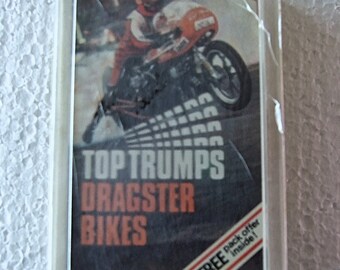 TOP TRUMPS
DRAGSTER
BIKES
FREE pack offer
inside!